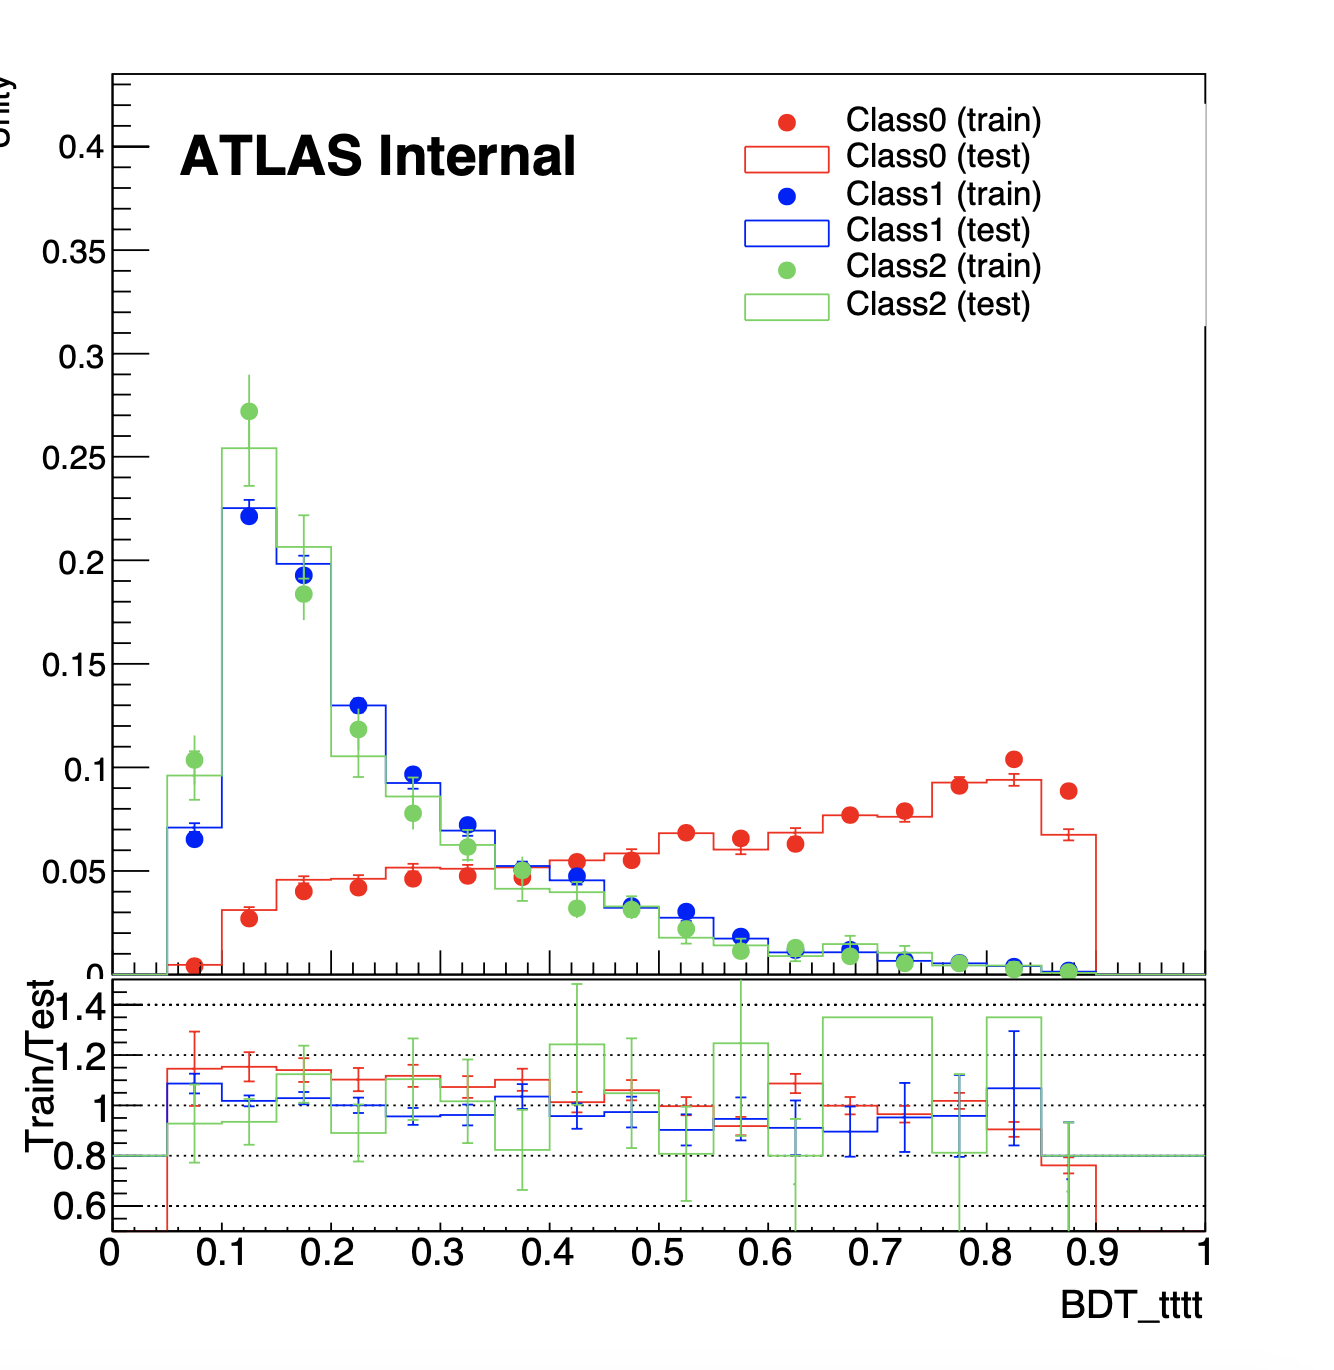 ATLAS Internal
Class0 (train)
Class0 (test)
Class1 (train)
Class1 (test)
Class2 (train)
Class2 (test)
0.4
0.35
0.3
0.25
0.2
0.15
0.1
0.05
0
Train/Test
1.4
1.2
1
0.8
0.6
0 0.1 0.2 0.3 0.4 0.5 0.6 0.7 0.8 0.9 1
BDT_tttt